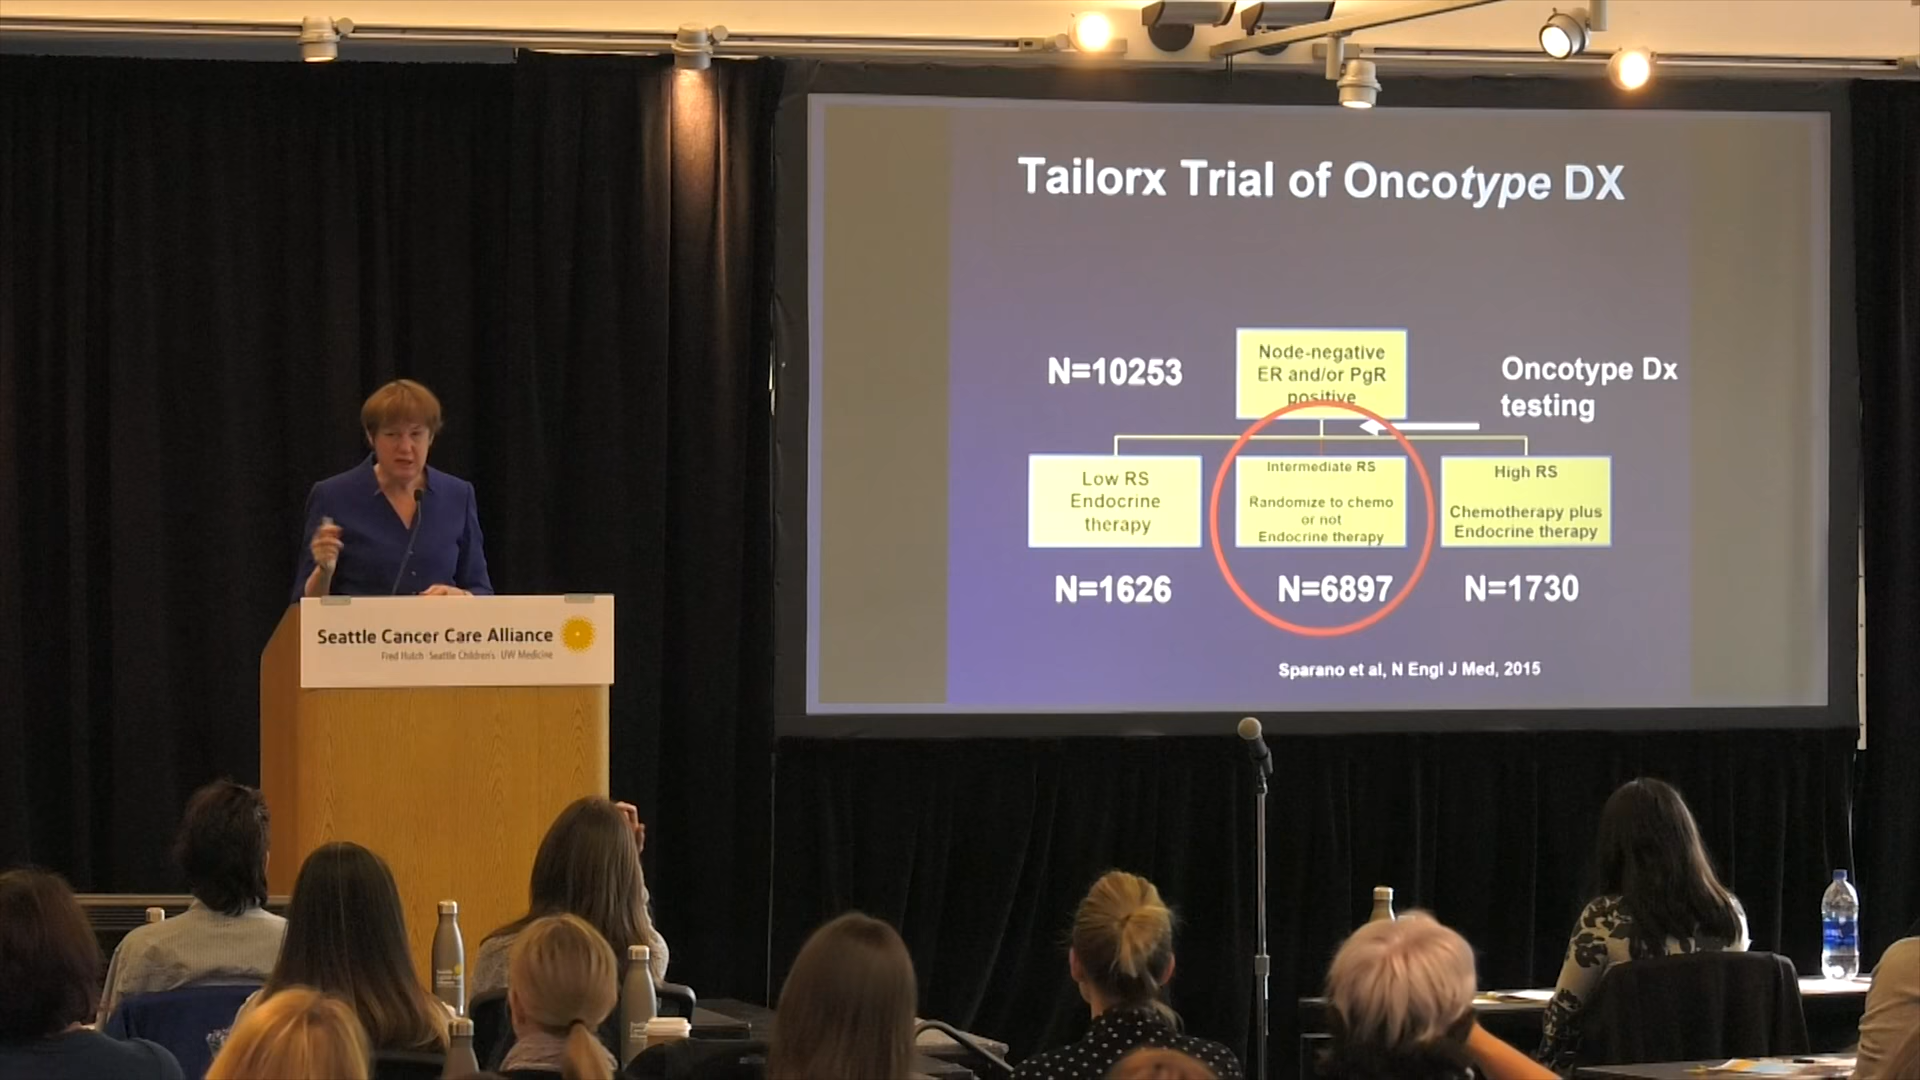 Tailorx Trial of Oncotype DX
N=10253
Node-negative
ER and/or PgR
positive
Oncotype Dx
testing
Low RS
Endocrine
therapy
Intermediate RS
Randomize to chemo
or not
Endocrine therapy
High RS
Chemotherapy plus
Endocrine therapy
N=1626
N=6897
N=1730
Sparano et al, N Engl J Med, 2015
Seattle Cancer Care Alliance
Fred Hutch · Seattle Children's · UW Medicine